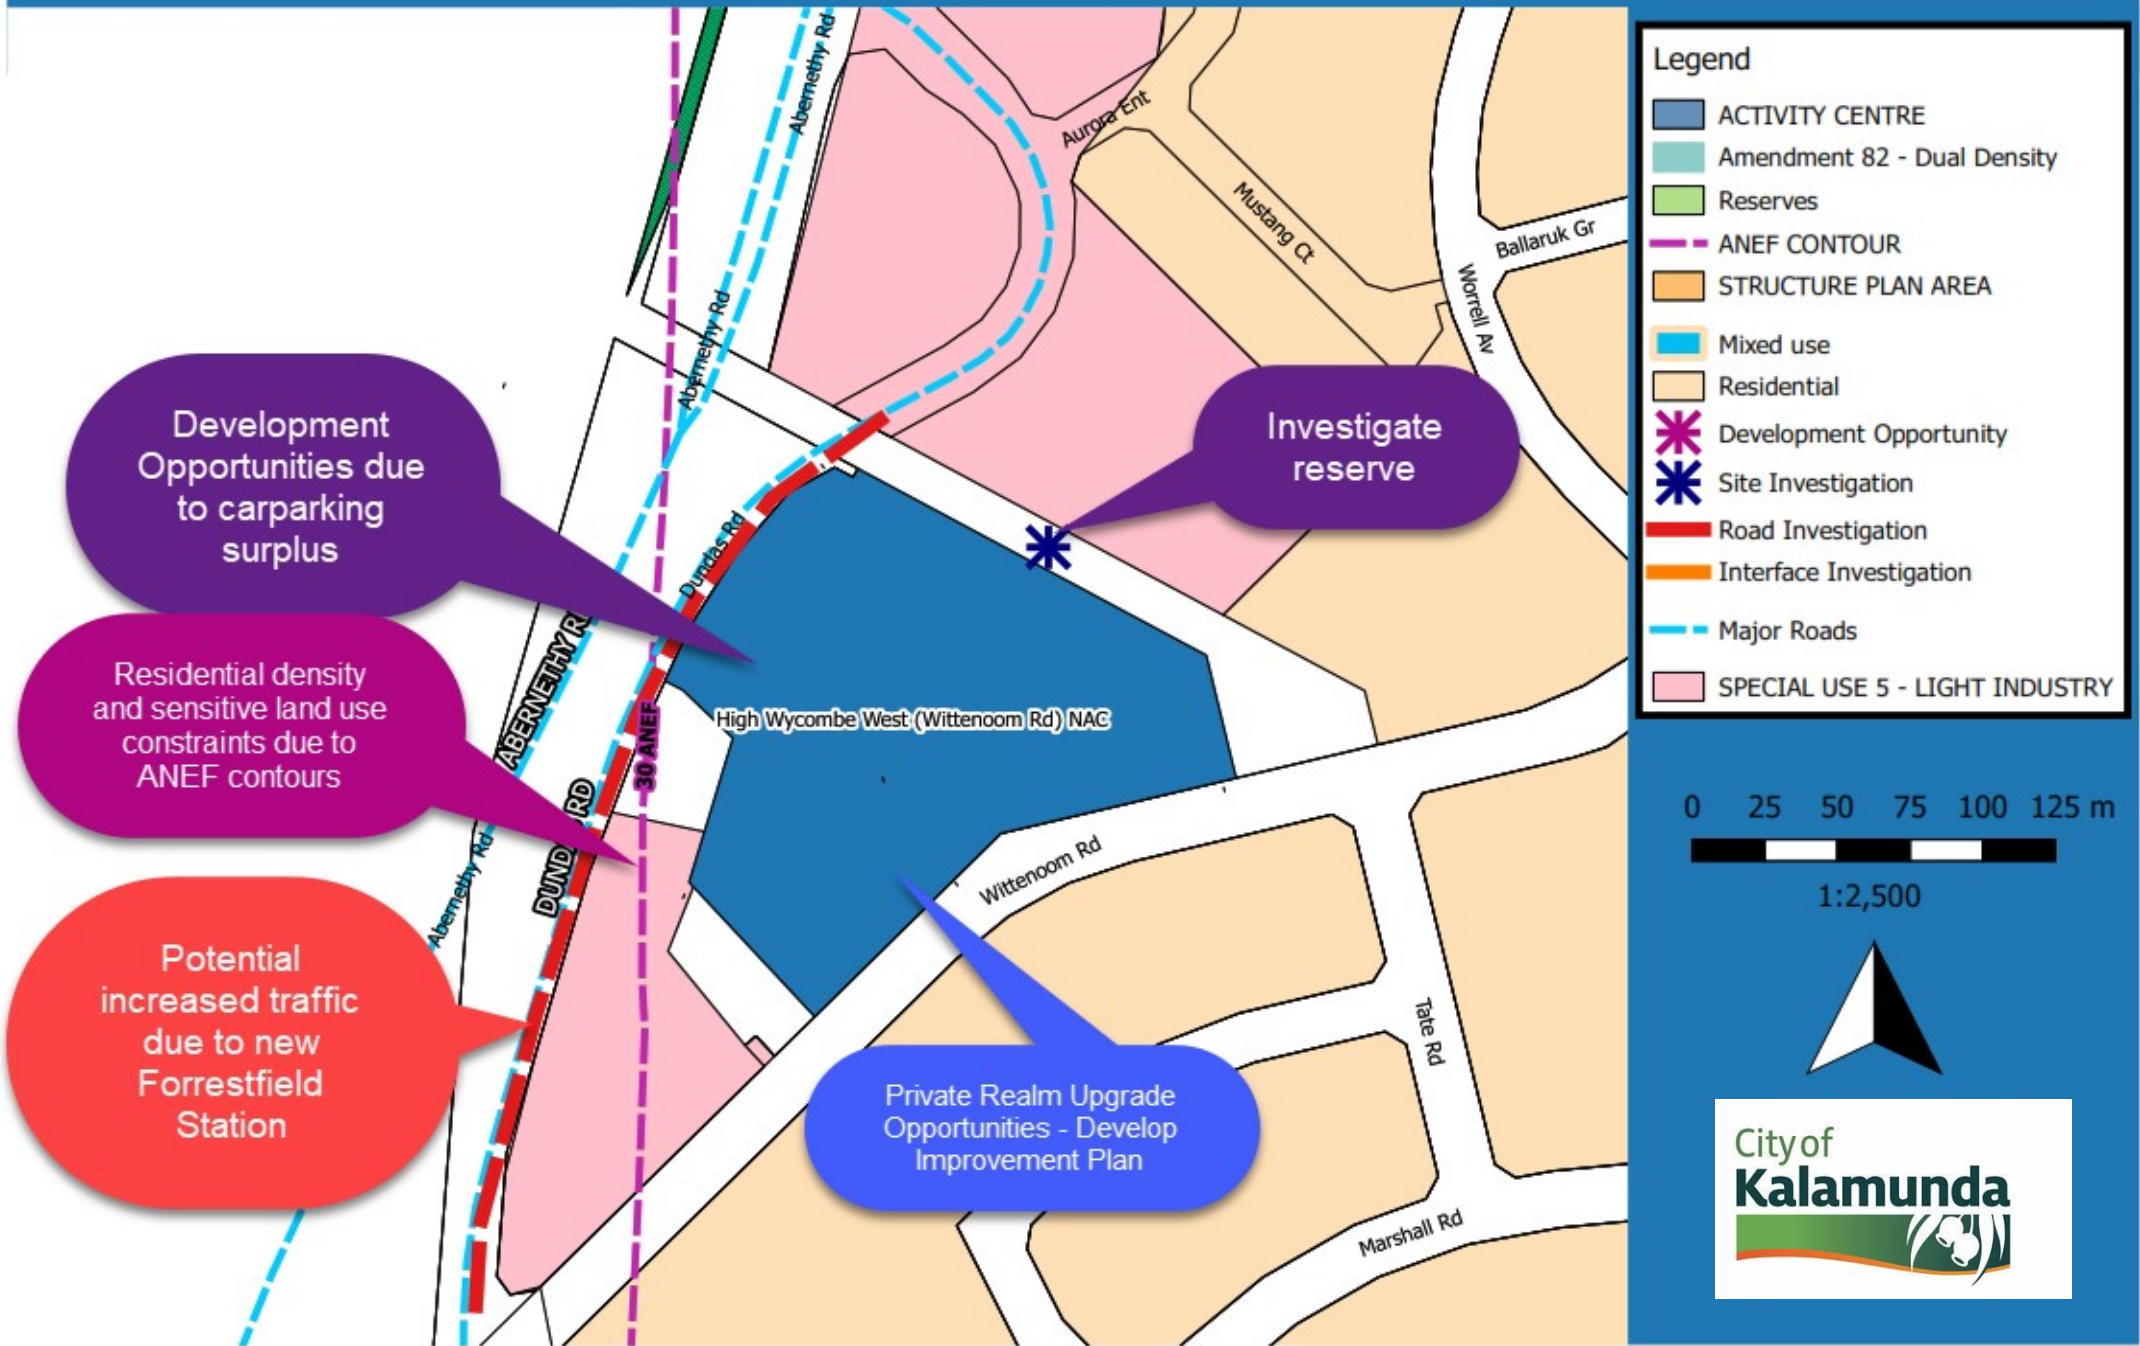 Abernethy Rd
Aurora Ent
Mustang Ct
Ballaruk Gr
Worrell Av
Abernethy Rd
Development
Opportunities due
to carparking
surplus
Investigate
reserve
Dundas Rd
ABERNETHY R
Residential density
and sensitive land use
constraints due to
ANEF contours
High Wycombe West (Wittenoom Rd) NAC
30 ANEF
DUND RD
Abernethy Rd
Wittenoom Rd
Potential
increased traffic
due to new
Forrestfield
Station
Tate Rd
Private Realm Upgrade
Opportunities - Develop
Improvement Plan
Marshall Rd
Legend
ACTIVITY CENTRE
Amendment 82 - Dual Density
Reserves
ANEF CONTOUR
STRUCTURE PLAN AREA
Mixed use
Residential
Development Opportunity
Site Investigation
Road Investigation
Interface Investigation
Major Roads
SPECIAL USE 5 - LIGHT INDUSTRY
0 25 50 75 100 125 m
1:2,500
City of
Kalamunda